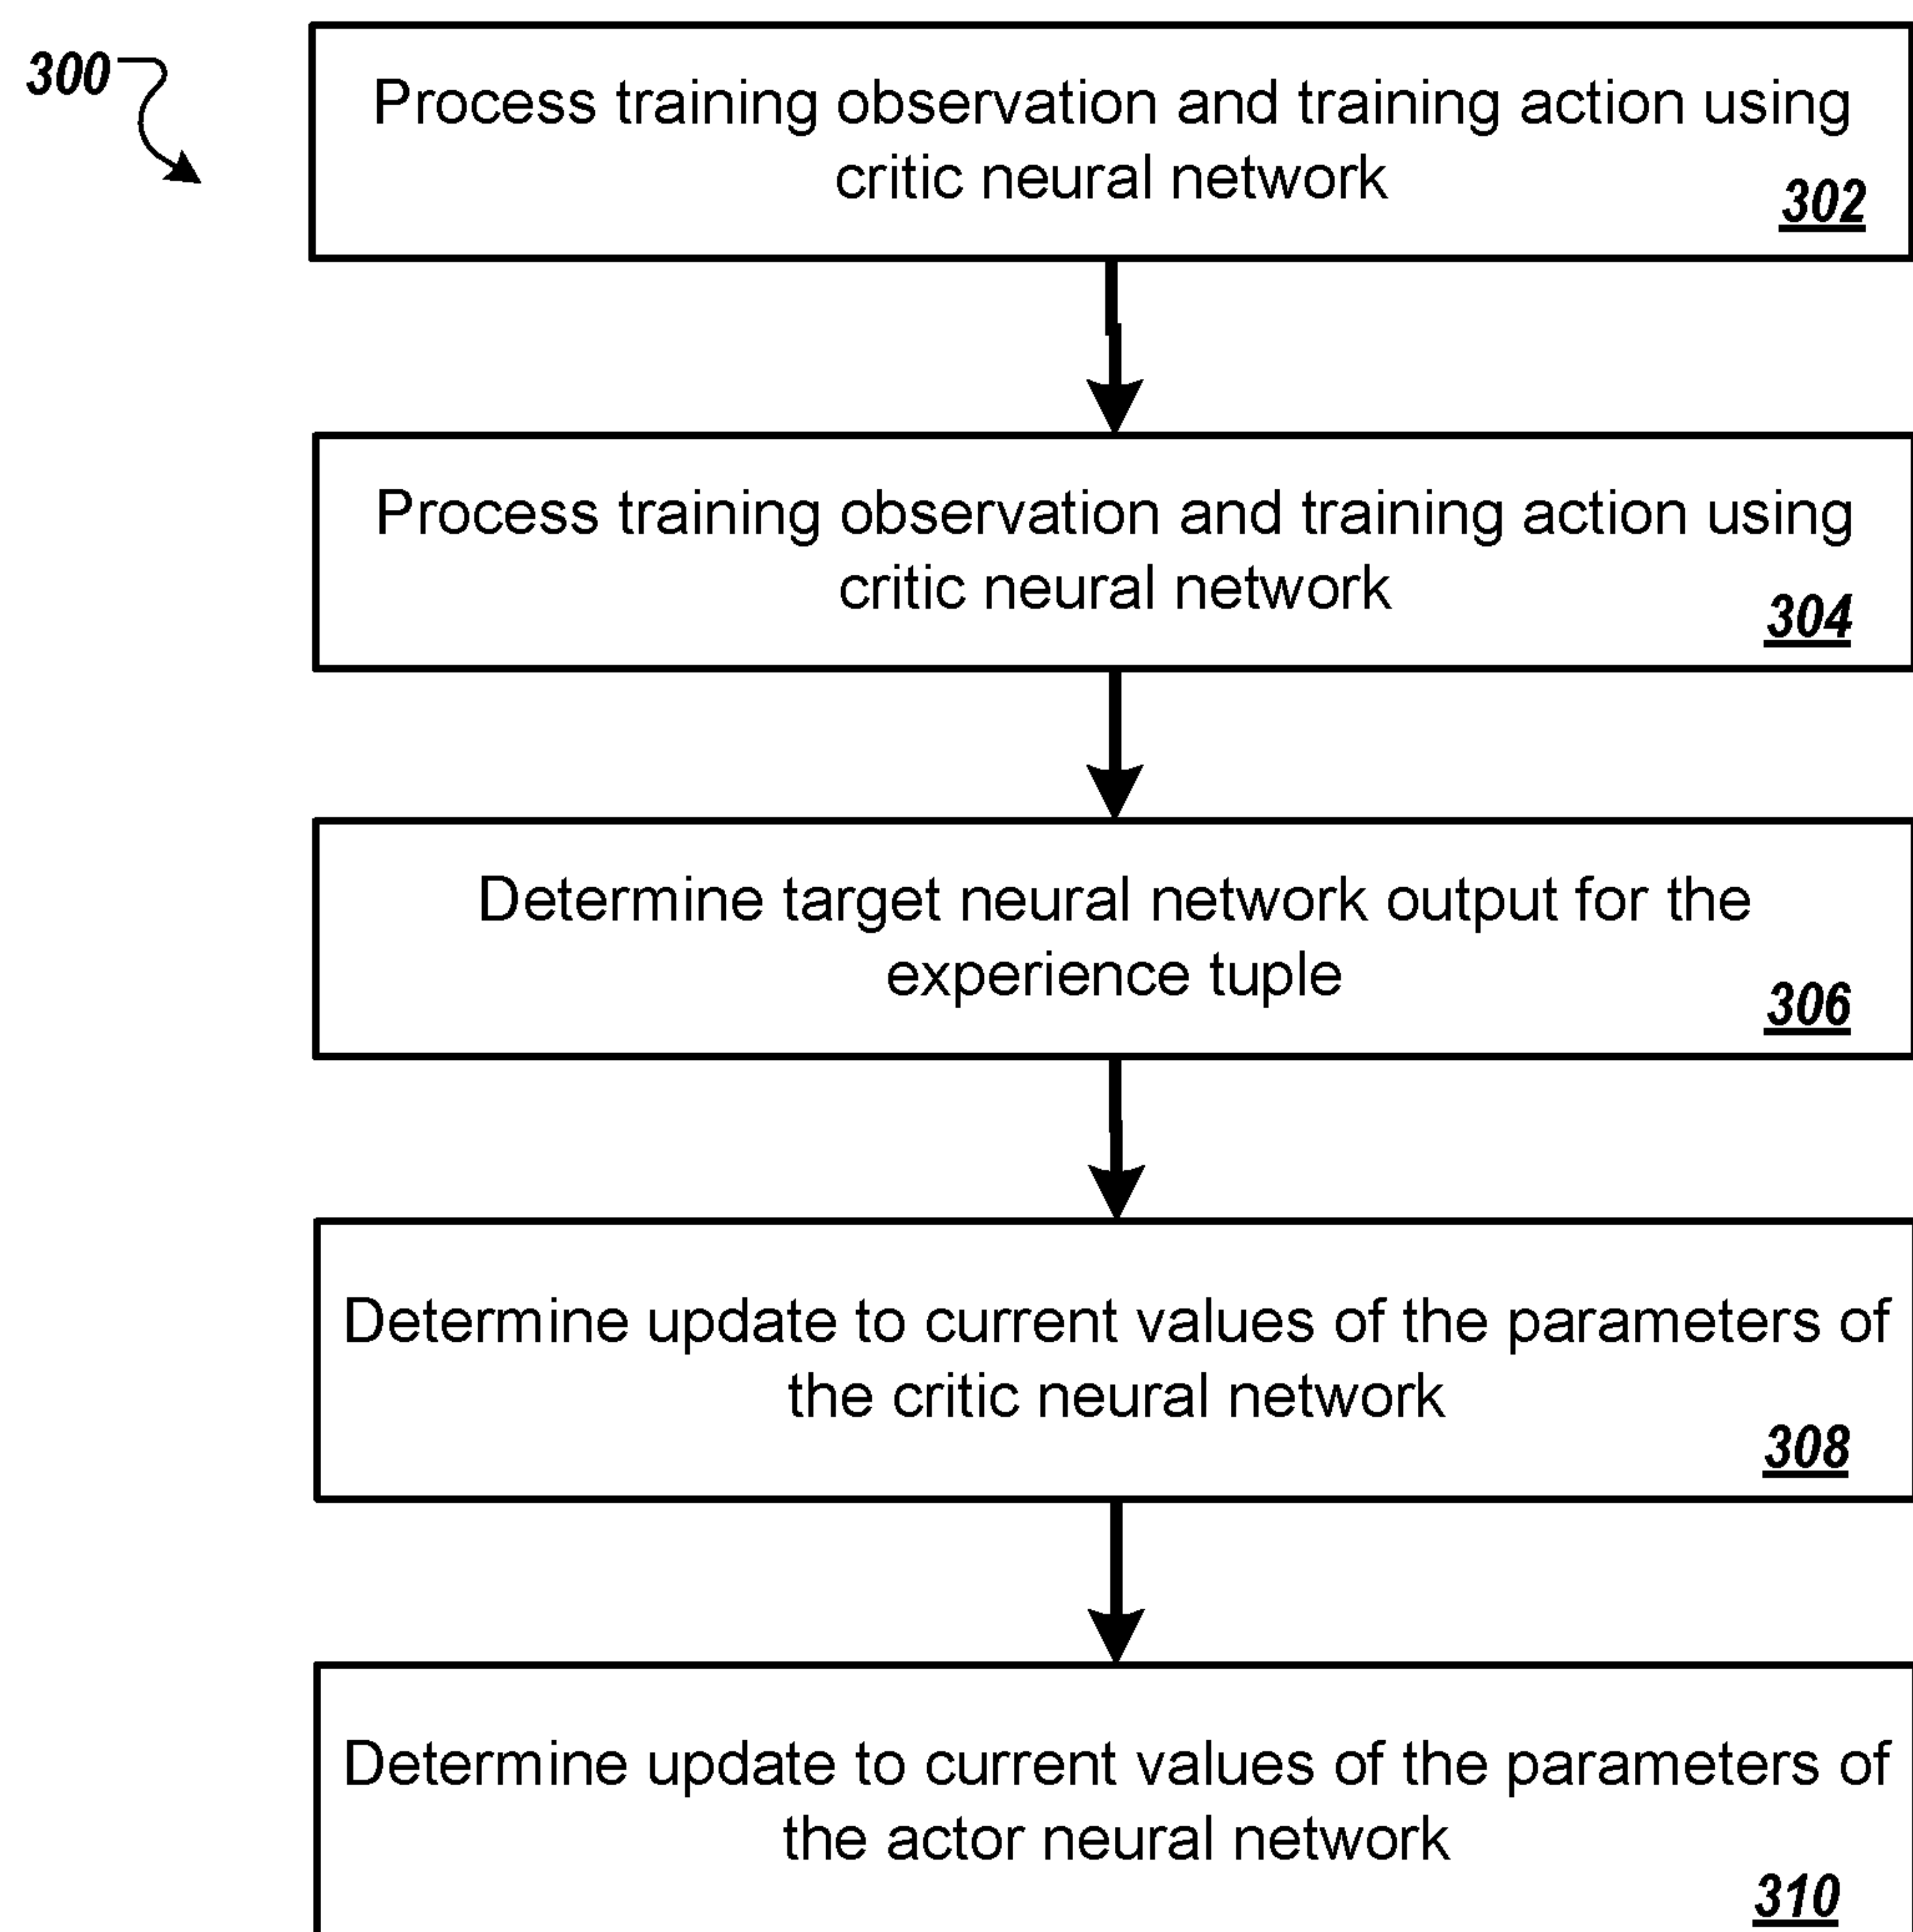 300
Process training observation and training action using
critic neural network
302
Process training observation and training action using
critic neural network
304
Determine target neural network output for the
experience tuple
306
Determine update to current values of the parameters of
the critic neural network
308
Determine update to current values of the parameters of
the actor neural network
310